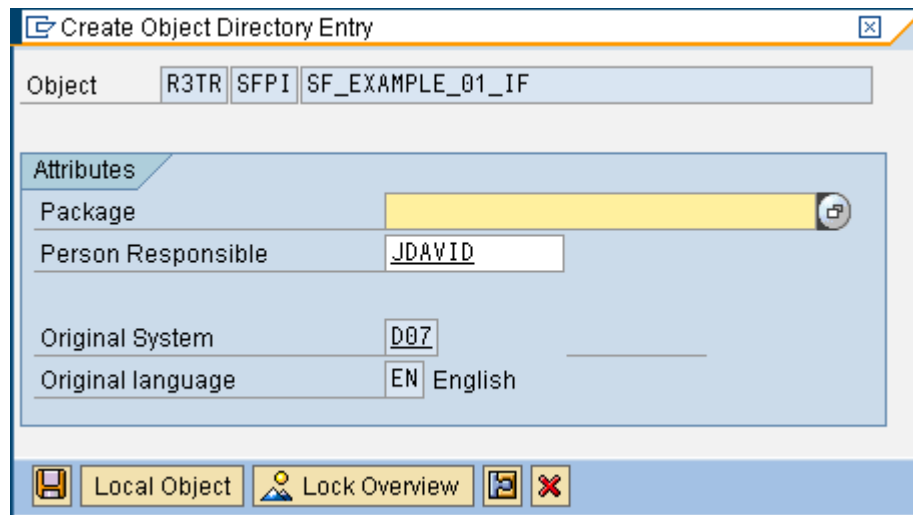 Create Object Directory Entry
Object R3TR SFPI SF_EXAMPLE_01_IF
Attributes
Package
Person Responsible JDAVID
Original System D07
Original language EN English
Local Object Lock Overview